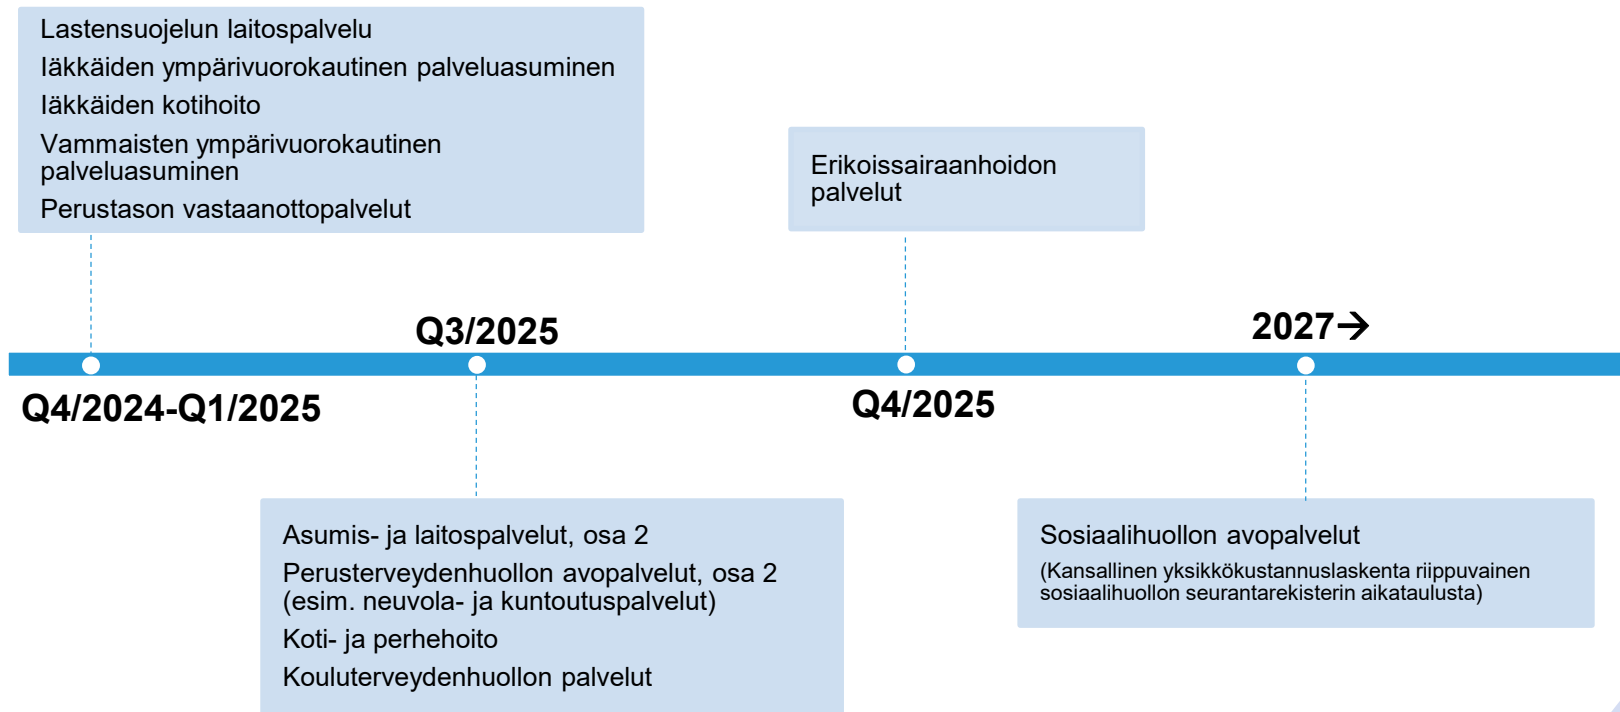 Lastensuojelun laitospalvelu
Iäkkäiden ympärivuorokautinen palveluasuminen
Iäkkäiden kotihoito
Vammaisten ympärivuorokautinen
palveluasuminen
Perustason vastaanottopalvelut
Erikoissairaanhoidon
palvelut
Q3/2025
2027→
Q4/2024-Q1/2025
Q4/2025
Asumis- ja laitospalvelut, osa 2
Perusterveydenhuollon avopalvelut, osa 2
(esim. neuvola- ja kuntoutuspalvelut)
Koti- ja perhehoito
Kouluterveydenhuollon palvelut
Sosiaalihuollon avopalvelut
(Kansallinen yksikkökustannuslaskenta riippuvainen
sosiaalihuollon seurantarekisterin aikataulusta)